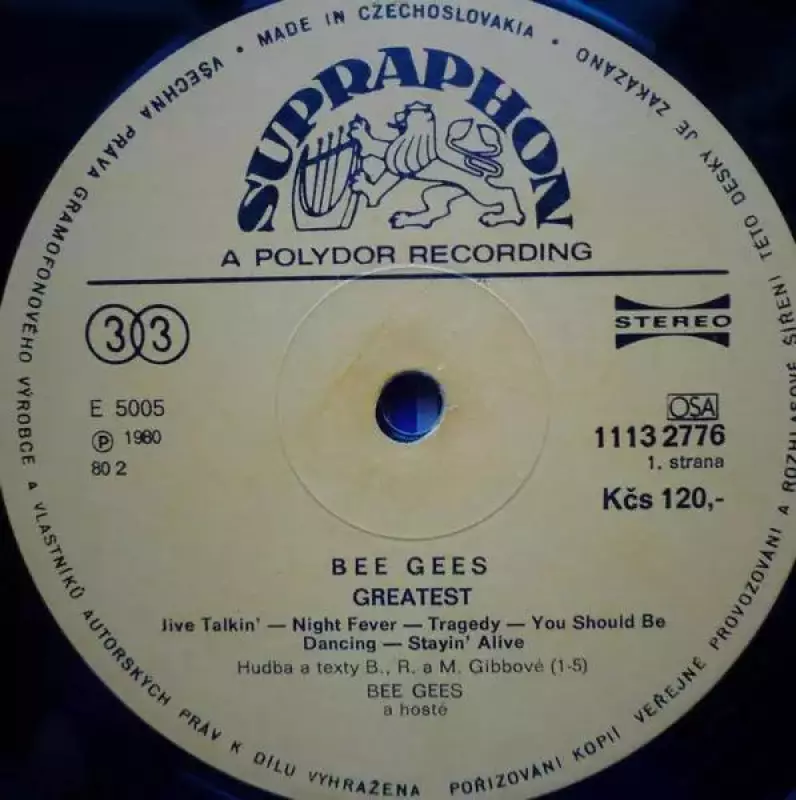 • MADE IN CZECHOSLOVAKIA •
VŠECHNA PRÁVA GRAMOFONOVÉHO VÝROBCE A VLASTNÍKŮ AUTORSKÝCH PRÁV K DÍLU VYHRAŽENA
POŘIZOVÁNÍ KOPIÍ VEŘEJNÉ PROVOZOVÁNÍ A ROZHLASOVÉ ŠÍŘENÍ TÉTO DESKY JE ZAKÁZÁNO
SUPRAPHON
A POLYDOR RECORDING
33
STEREO
E 5005
Ⓟ 1980
80 2
OSA
1113 2776
1. strana
Kčs 120,-
BEE GEES
GREATEST
Jive Talkin' — Night Fever — Tragedy — You Should Be
Dancing — Stayin' Alive
Hudba a texty B., R. a M. Gibbové (1-5)
BEE GEES
a hosté